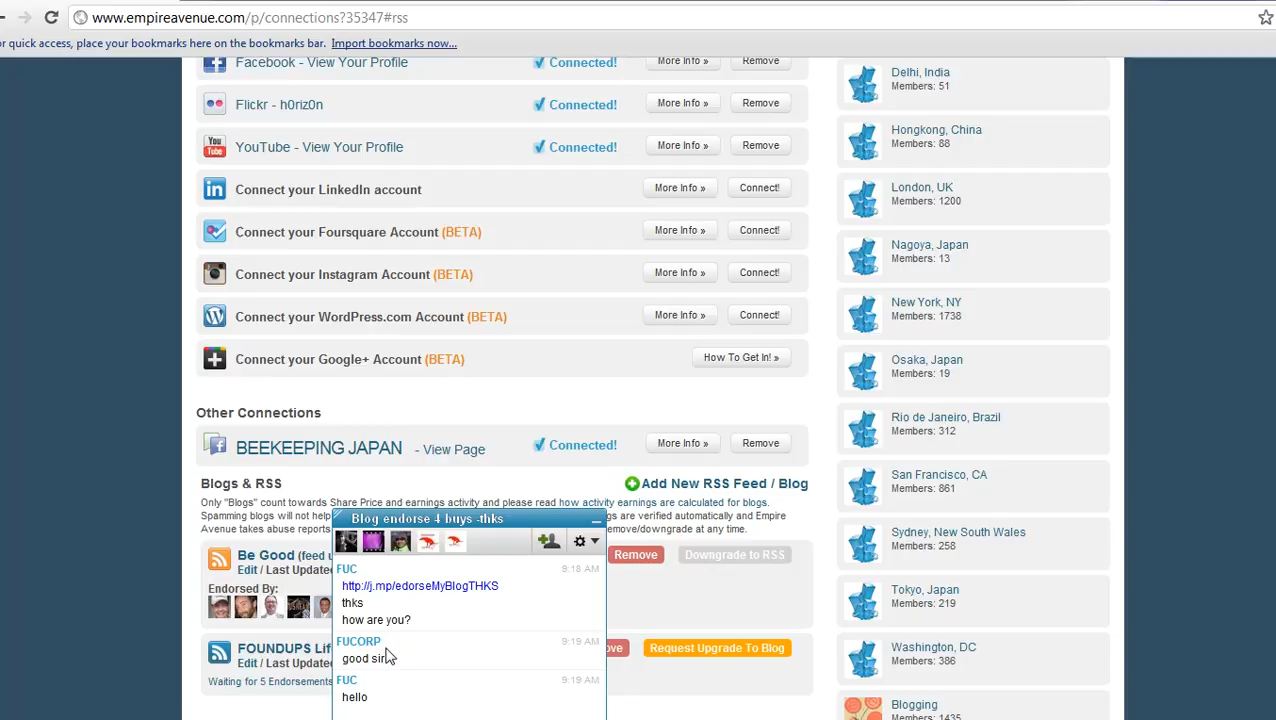 www.empireavenue.com/p/connections?35347#rss
or quick access, place your bookmarks here on the bookmarks bar. Import bookmarks now...
Facebook - View Your Profile Connected! More Info » Remove
Flickr - h0riz0n Connected! More Info » Remove
You Tube YouTube - View Your Profile Connected! More Info » Remove
in Connect your LinkedIn account More Info » Connect!
Connect your Foursquare Account (BETA) More Info » Connect!
Connect your Instagram Account (BETA) More Info » Connect!
Connect your WordPress.com Account (BETA) More Info » Connect!
Connect your Google+ Account (BETA) How To Get In! »
Other Connections
BEEKEEPING JAPAN - View Page Connected! More Info » Remove
Blogs & RSS Add New RSS Feed / Blog
Only "Blogs" count towards Share Price and earnings activity and please read how activity earnings are calculated for blogs.
Spamming blogs will not help ngs are verified automatically and Empire
Avenue takes abuse reports emove/downgrade at any time.
Be Good (feed u Remove Downgrade to RSS
Edit / Last Updated
Endorsed By:
FOUNDUPS Lif ove Request Upgrade To Blog
Edit / Last Updated
Waiting for 5 Endorsements
Blog endorse 4 buys -thks
FUC 9:18 AM
http://j.mp/edorseMyBlogTHKS
thks
how are you?
FUCORP 9:19 AM
good sir
FUC 9:19 AM
hello
Delhi, India
Members: 51
Hongkong, China
Members: 88
London, UK
Members: 1200
Nagoya, Japan
Members: 13
New York, NY
Members: 1738
Osaka, Japan
Members: 19
Rio de Janeiro, Brazil
Members: 312
San Francisco, CA
Members: 861
Sydney, New South Wales
Members: 258
Tokyo, Japan
Members: 219
Washington, DC
Members: 386
Blogging
Members: 1435